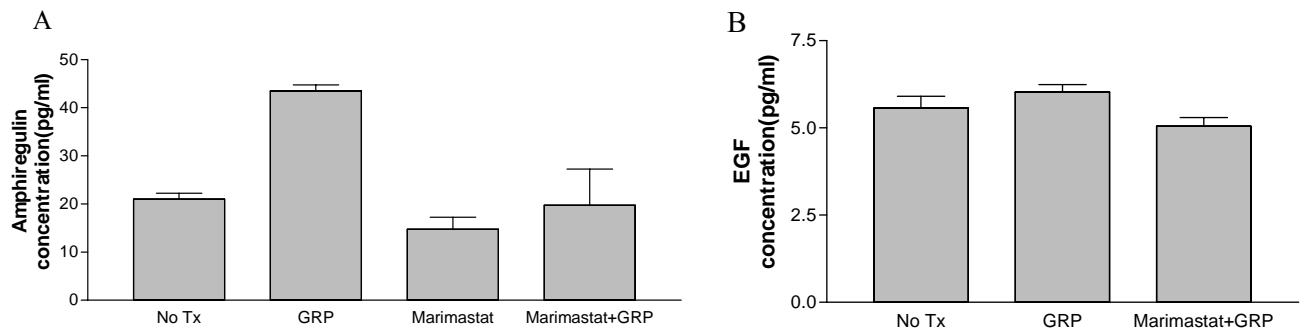 A
Amphiregulin
concentration(pg/ml)
50
40
30
20
10
0
No Tx
GRP
Marimastat
Marimastat+GRP
B
EGF
concentration(pg/ml)
7.5
5.0
2.5
0.0
No Tx
GRP
Marimastat+GRP